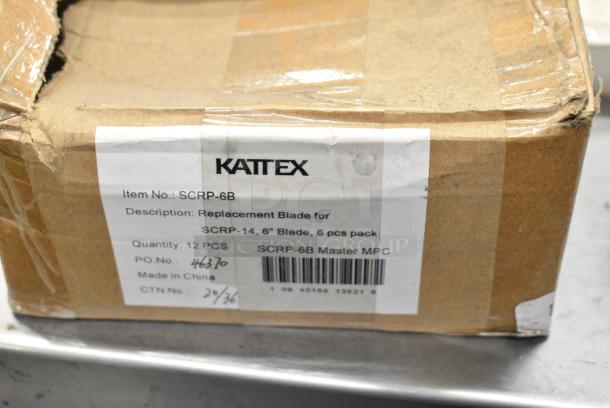 KATTEX
Item No.: SCRP-6B
Description: Replacement Blade for
SCRP-14, 6" Blade, 6 pcs pack
Quantity: 12 PCS SCRP-6B Master MPC
PO.No.: 46370
Made in China
CTN No.: 20/36